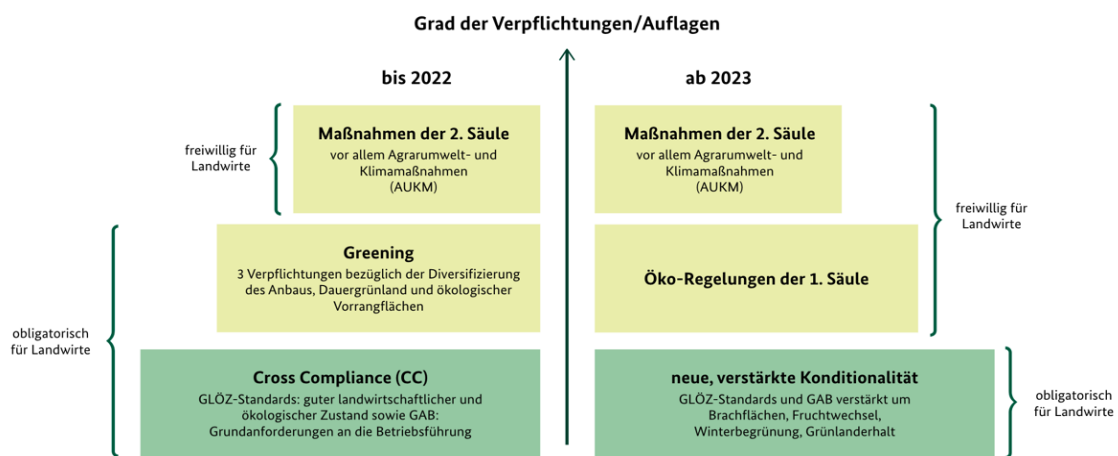 Grad der Verpflichtungen/Auflagen
bis 2022
Maßnahmen der 2. Säule
vor allem Agrarumwelt- und
Klimamaßnahmen
(AUKM)
freiwillig für
Landwirte
Greening
3 Verpflichtungen bezüglich der Diversifizierung
des Anbaus, Dauergrünland und ökologischer
Vorrangflächen
obligatorisch
für Landwirte
Cross Compliance (CC)
GLÖZ-Standards: guter landwirtschaftlicher und
ökologischer Zustand sowie GAB:
Grundanforderungen an die Betriebsführung
ab 2023
Maßnahmen der 2. Säule
vor allem Agrarumwelt- und
Klimamaßnahmen
(AUKM)
freiwillig für
Landwirte
Öko-Regelungen der 1. Säule
neue, verstärkte Konditionalität
GLÖZ-Standards und GAB verstärkt um
Brachflächen, Fruchtwechsel,
Winterbegrünung, Grünlanderhalt
obligatorisch
für Landwirte